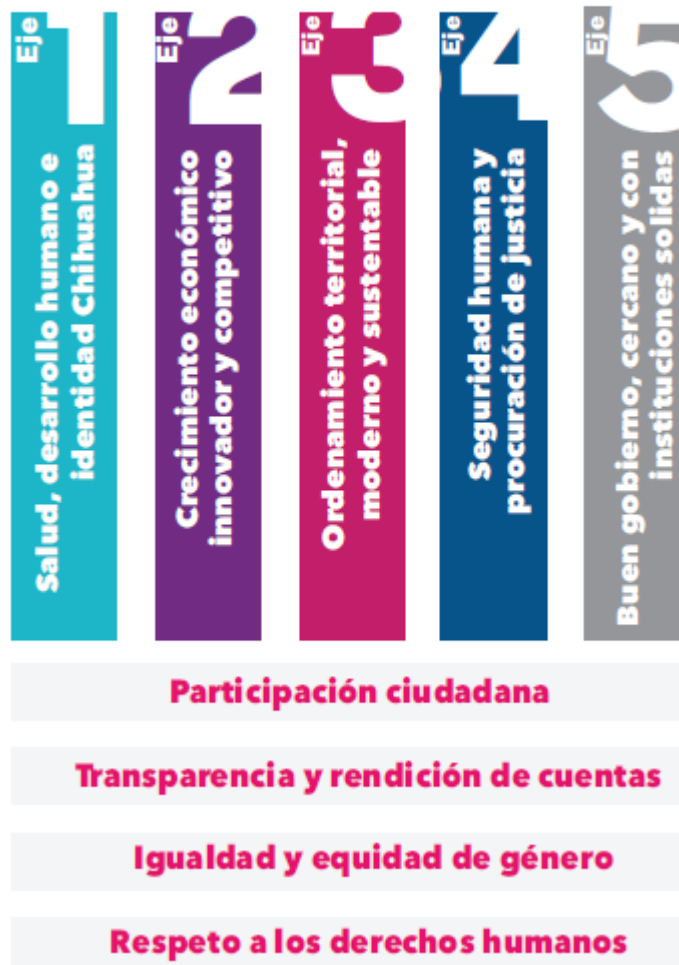 Eje 1
Salud, desarrollo humano e
identidad Chihuahua
Eje 2
Crecimiento económico
innovador y competitivo
Eje 3
Ordenamiento territorial,
moderno y sustentable
Eje 4
Seguridad humana y
procuración de justicia
Eje 5
Buen gobierno, cercano y con
instituciones solidas
Participación ciudadana
Transparencia y rendición de cuentas
Igualdad y equidad de género
Respeto a los derechos humanos